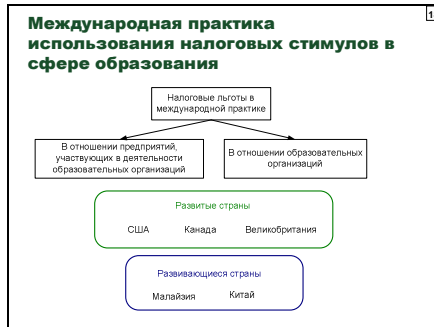 1
Международная практика
использования налоговых стимулов в
сфере образования
Налоговые льготы в
международной практике
В отношении предприятий,
участвующих в деятельности
образовательных организаций
В отношении образовательных
организаций
Развитые страны
США Канада Великобритания
Развивающиеся страны
Малайзия Китай